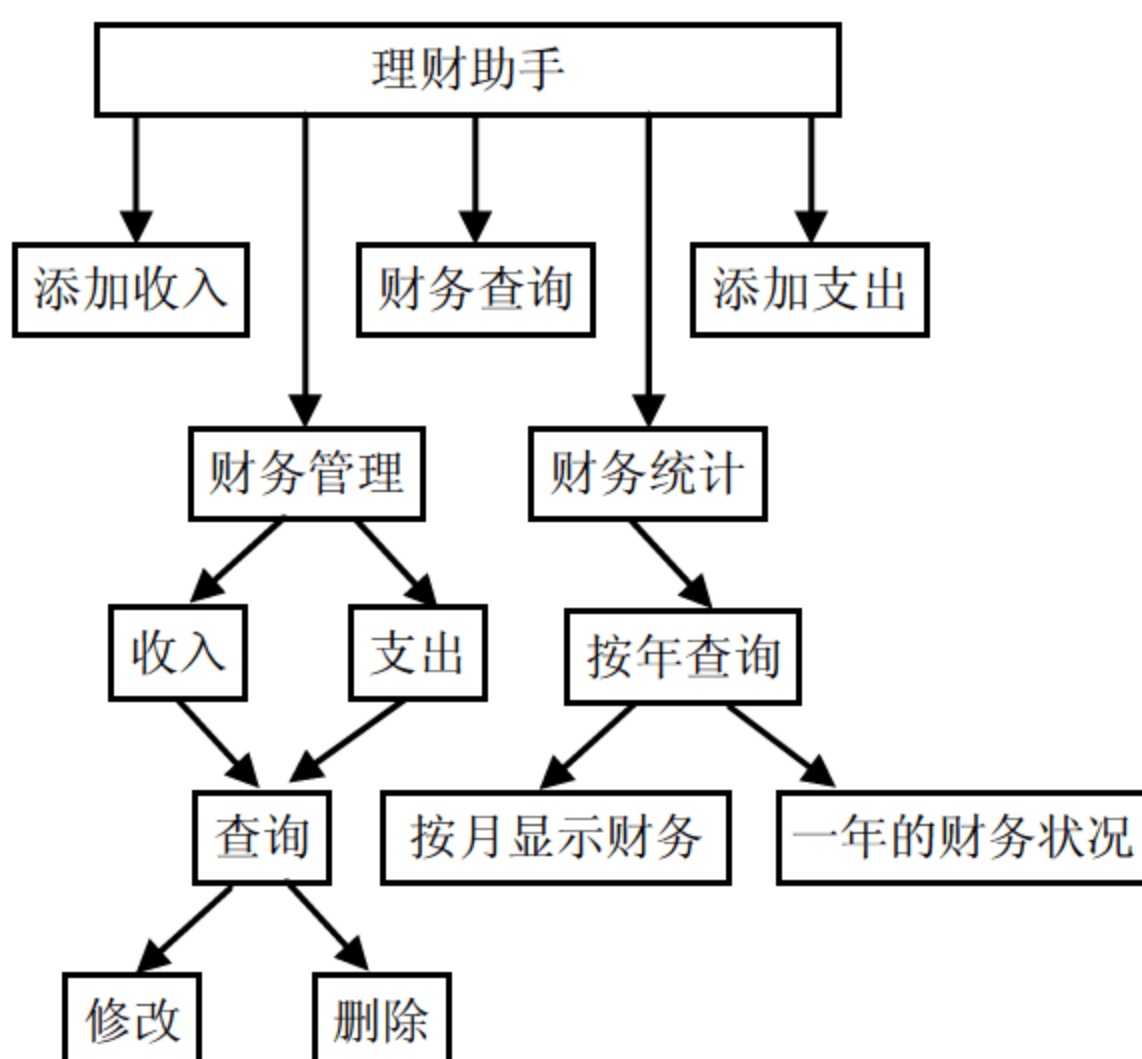 理财助手
添加收入
财务查询
添加支出
财务管理
财务统计
收入
支出
按年查询
查询
按月显示财务
一年的财务状况
修改
删除